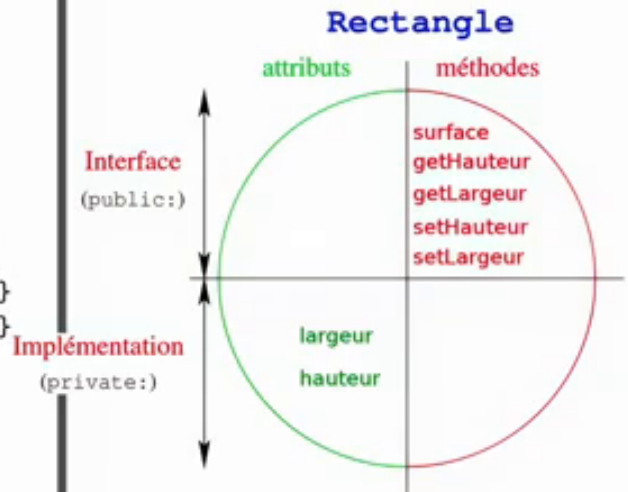 Rectangle
attributs
méthodes
surface
getHauteur
getLargeur
setHauteur
setLargeur
Interface
(public:)
}
}
Implémentation
(private:)
largeur
hauteur